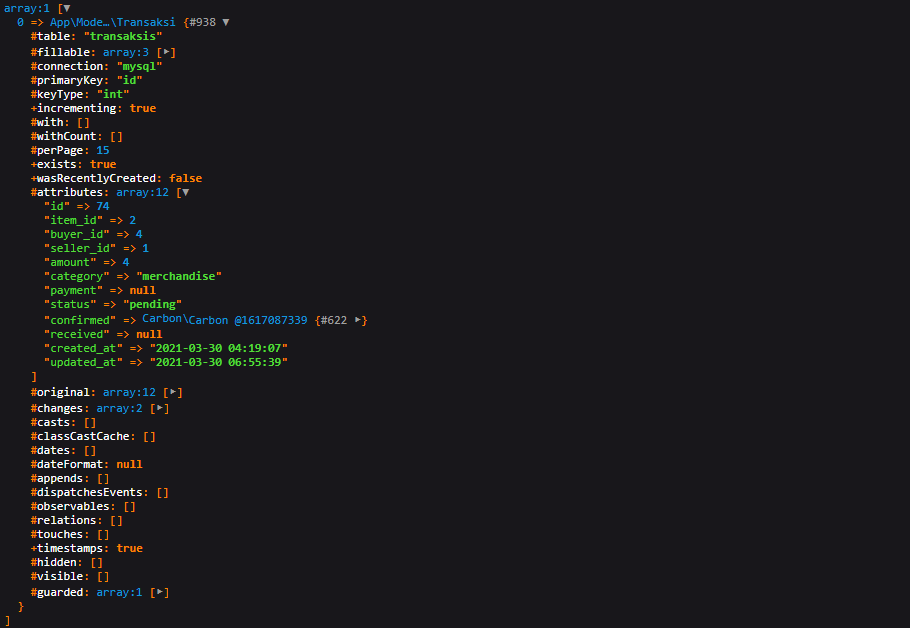 array:1 [▼
  0 => App\Mode…\Transaksi {#938 ▼
    #table: "transaksis"
    #fillable: array:3 [▶]
    #connection: "mysql"
    #primaryKey: "id"
    #keyType: "int"
    +incrementing: true
    #with: []
    #withCount: []
    #perPage: 15
    +exists: true
    +wasRecentlyCreated: false
    #attributes: array:12 [▼
      "id" => 74
      "item_id" => 2
      "buyer_id" => 4
      "seller_id" => 1
      "amount" => 4
      "category" => "merchandise"
      "payment" => null
      "status" => "pending"
      "confirmed" => Carbon\Carbon @1617087339 {#622 ▶}
      "received" => null
      "created_at" => "2021-03-30 04:19:07"
      "updated_at" => "2021-03-30 06:55:39"
    ]
    #original: array:12 [▶]
    #changes: array:2 [▶]
    #casts: []
    #classCastCache: []
    #dates: []
    #dateFormat: null
    #appends: []
    #dispatchesEvents: []
    #observables: []
    #relations: []
    #touches: []
    +timestamps: true
    #hidden: []
    #visible: []
    #guarded: array:1 [▶]
  }
]